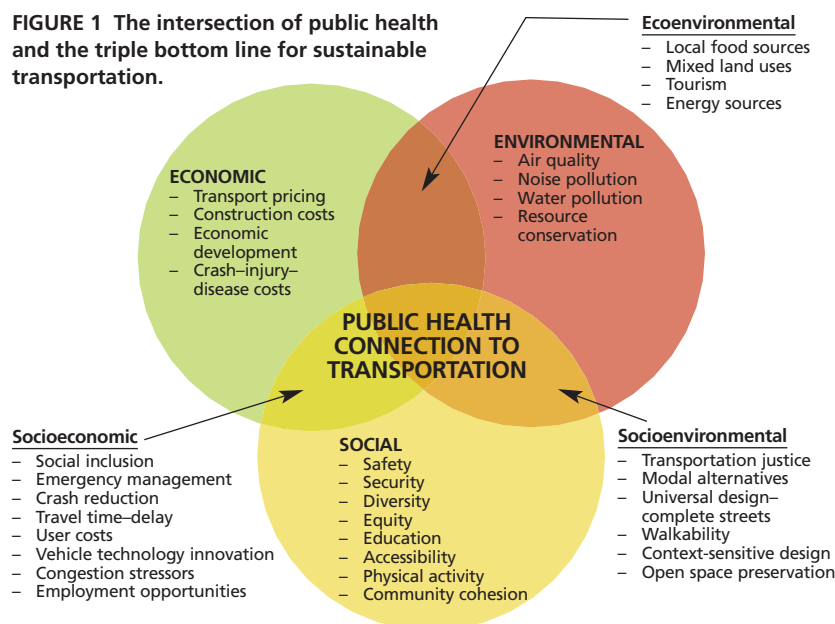 FIGURE 1 The intersection of public health
and the triple bottom line for sustainable
transportation.
Ecoenvironmental
– Local food sources
– Mixed land uses
– Tourism
– Energy sources
ECONOMIC
– Transport pricing
– Construction costs
– Economic
development
– Crash–injury–
disease costs
ENVIRONMENTAL
– Air quality
– Noise pollution
– Water pollution
– Resource
conservation
PUBLIC HEALTH
CONNECTION TO
TRANSPORTATION
Socioeconomic
– Social inclusion
– Emergency management
– Crash reduction
– Travel time–delay
– User costs
– Vehicle technology innovation
– Congestion stressors
– Employment opportunities
SOCIAL
– Safety
– Security
– Diversity
– Equity
– Education
– Accessibility
– Physical activity
– Community cohesion
Socioenvironmental
– Transportation justice
– Modal alternatives
– Universal design–
complete streets
– Walkability
– Context-sensitive design
– Open space preservation